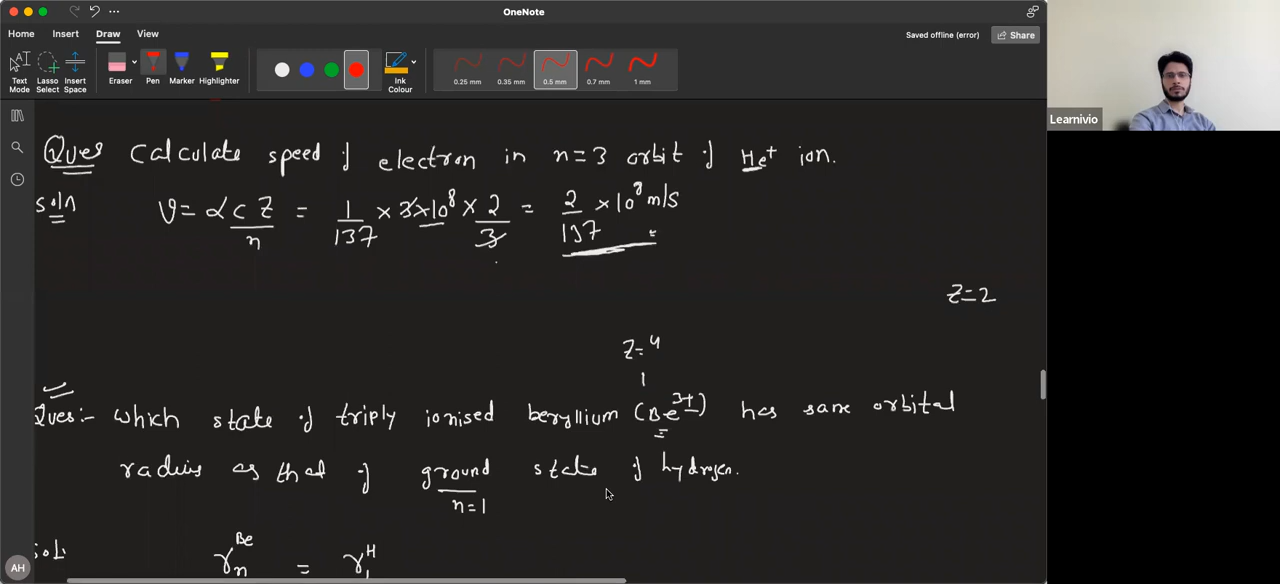 OneNote
Home Insert Draw View
Saved offline (error) Share
Text Mode Lasso Select Insert Space Eraser Pen Marker Highlighter Ink Colour 0.25 mm 0.35 mm 0.5 mm 0.7 mm 1 mm
Learnivio
Ques Calculate speed of electron in n=3 orbit of He⁺ ion.
Soln V = αcZ/n = 1/137 × 3×10⁸ × 2/3 = 2/137 × 10⁸ m/s
Z=2
Z=4
Ques:- which state of triply ionised beryllium (Be³⁺) has same orbital
radius as that of ground state of hydrogen.
n=1
Sol: r_n^Be = r_1^H
AH